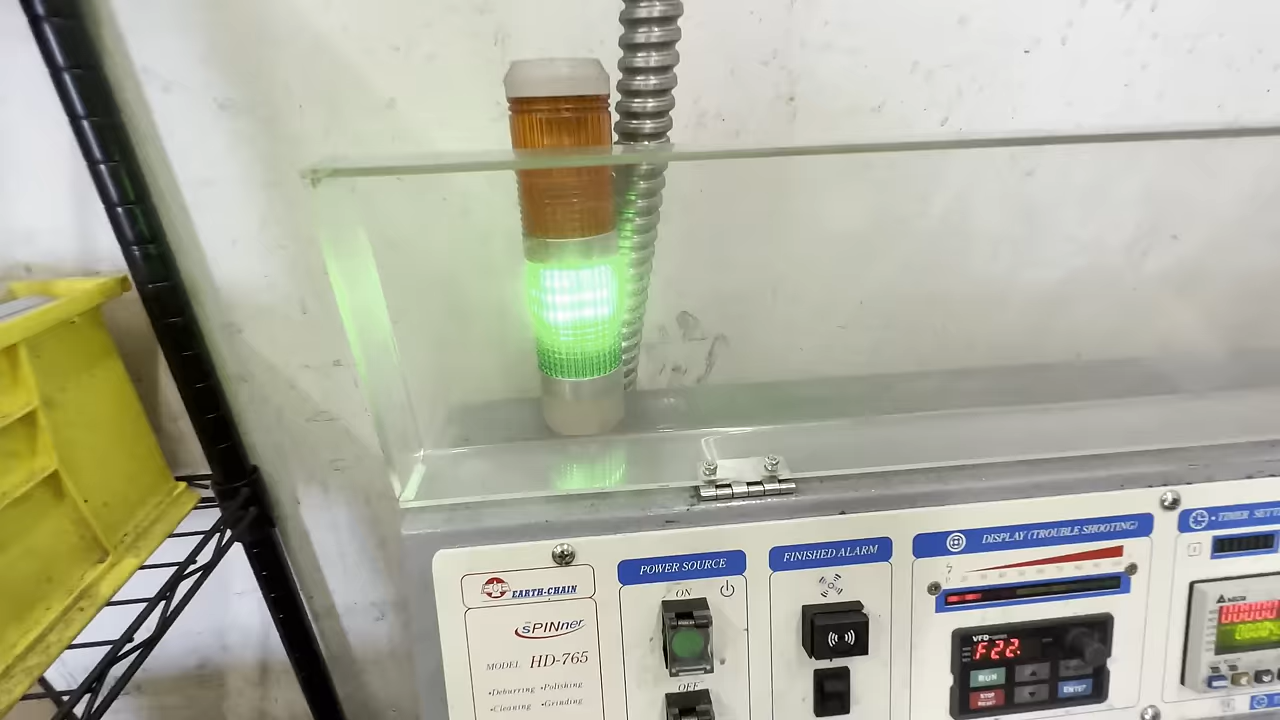 EARTH-CHAIN
sPINner
MODEL HD-765
•Deburring •Polishing
•Cleaning •Grinding
POWER SOURCE
ON
OFF
FINISHED ALARM
DISPLAY (TROUBLE SHOOTING)
VFD
F22.
RUN
STOP
RESET
ENTER
• TIMER SETT